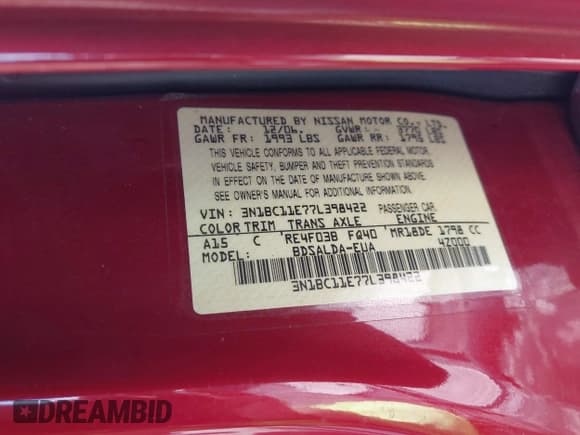 MANUFACTURED BY NISSAN MOTOR CO., LTD.
DATE: 12/06. GVWR: 3770 LBS
GAWR FR: 1993 LBS GAWR RR: 1795 LBS
THIS VEHICLE CONFORMS TO ALL APPLICABLE FEDERAL MOTOR
VEHICLE SAFETY, BUMPER, AND THEFT PREVENTION STANDARDS
IN EFFECT ON THE DATE OF MANUFACTURE SHOWN ABOVE.
SEE OWNER'S MANUAL FOR ADDITIONAL INFORMATION.
VIN: 3N1BC11E77L398422 PASSENGER CAR
COLOR TRIM TRANS AXLE ENGINE
A15 C RE4F03B FQ40 MR18DE 1798 CC
MODEL: BDSALDA-EUA 4Z000
3N1BC11E77L398422
DREAMBID